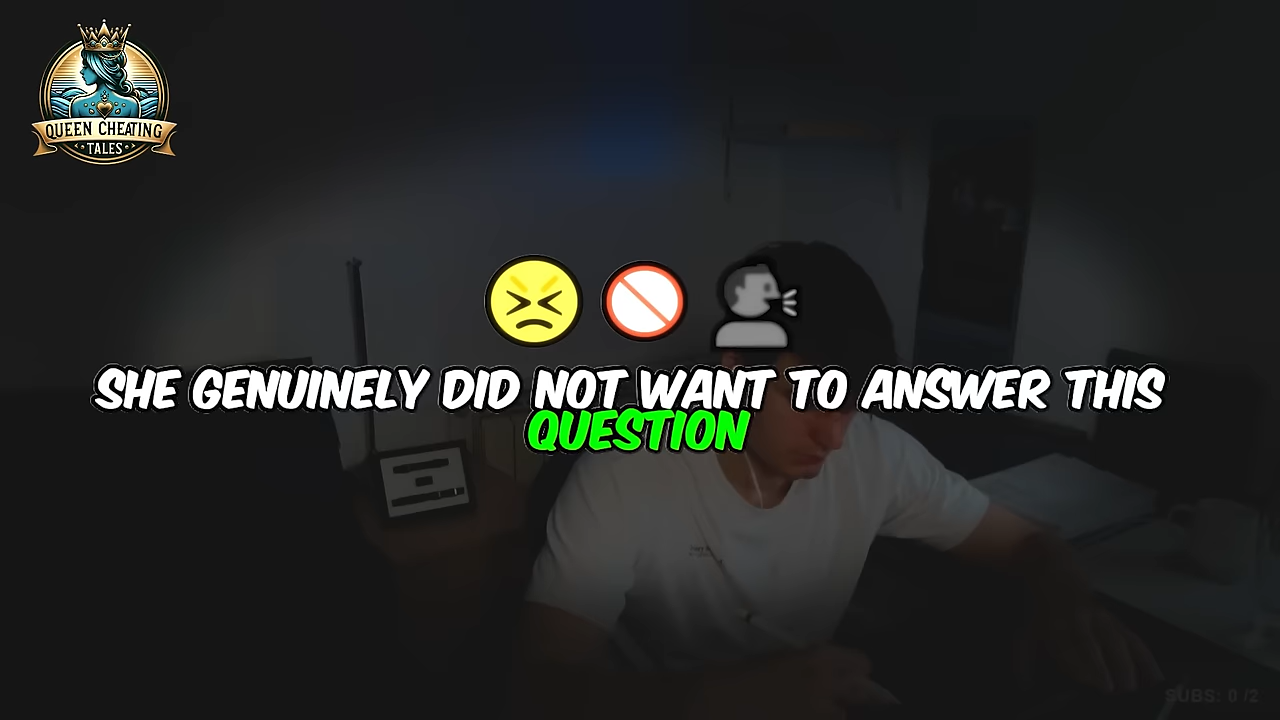 QUEEN CHEATING
TALES
SHE GENUINELY DID NOT WANT TO ANSWER THIS
QUESTION
SUBS: 0 /2